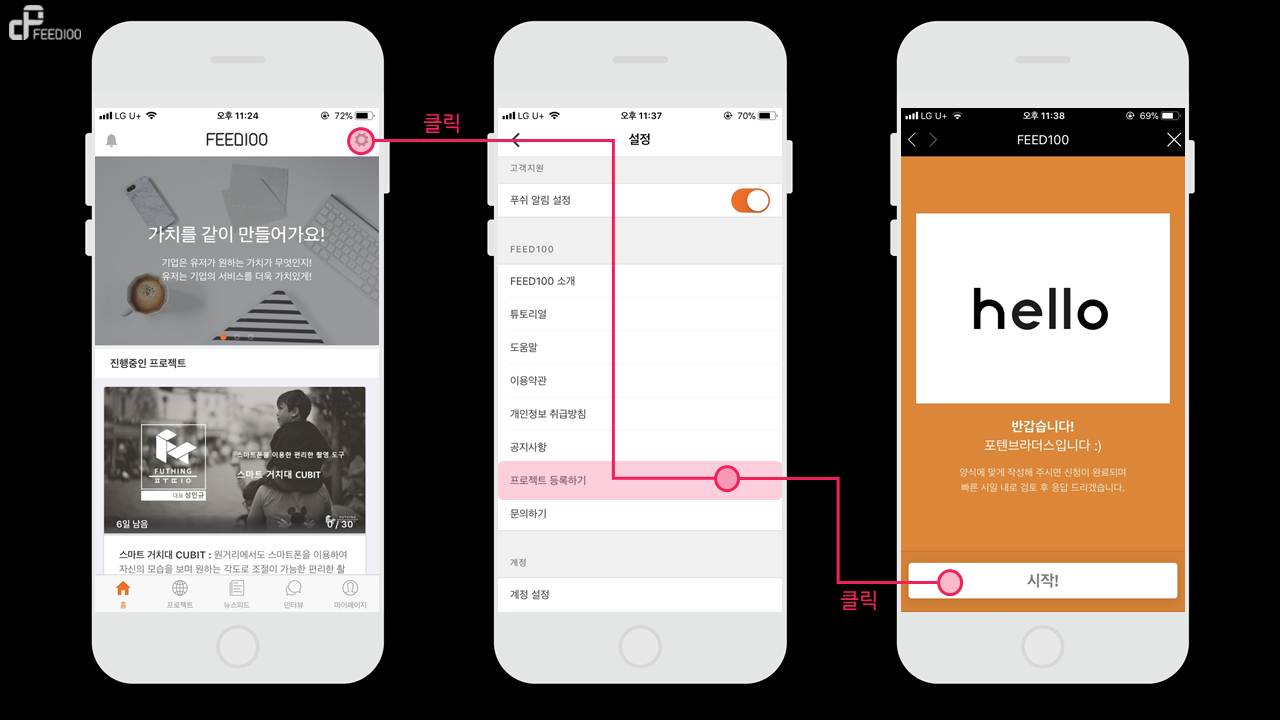 FEED100
LG U+
오후 11:24
72%
FEED100
가치를 같이 만들어가요!
기업은 유저가 원하는 가치가 무엇인지!
유저는 기업의 서비스를 더욱 가치있게!
진행중인 프로젝트
FUTHING
대표 성민규
스마트폰을 이용한 편리한 촬영 도구
스마트 거치대 CUBIT
6일 남음
0 / 30
스마트 거치대 CUBIT : 원거리에서도 스마트폰을 이용하여
자신의 모습을 보며 원하는 각도로 조절이 가능한 편리한 촬
홈
프로젝트
뉴스피드
인터뷰
마이페이지
클릭
LG U+
오후 11:37
70%
설정
고객지원
푸쉬 알림 설정
FEED100
FEED100 소개
튜토리얼
도움말
이용약관
개인정보 취급방침
공지사항
프로젝트 등록하기
문의하기
계정
계정 설정
클릭
LG U+
오후 11:38
69%
FEED100
hello
반갑습니다!
포텐브라더스입니다 :)
양식에 맞게 작성해 주시면 신청이 완료되며
빠른 시일 내로 검토 후 응답 드리겠습니다.
시작!